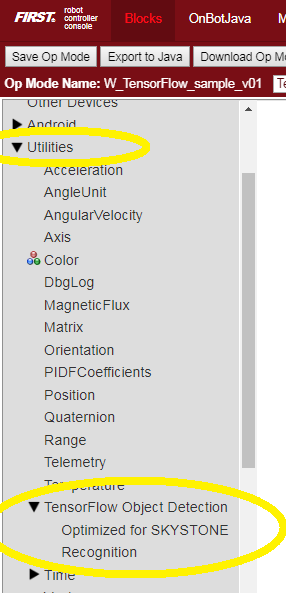 FIRST. robot
controller
console
Blocks OnBotJava M
Save Op Mode Export to Java Download Op M
Op Mode Name: W_TensorFlow_sample_v01
Other Devices
Android
Utilities
Acceleration
AngleUnit
AngularVelocity
Axis
Color
DbgLog
MagneticFlux
Matrix
Orientation
PIDFCoefficients
Position
Quaternion
Range
Telemetry
Temperature
TensorFlow Object Detection
Optimized for SKYSTONE
Recognition
Time